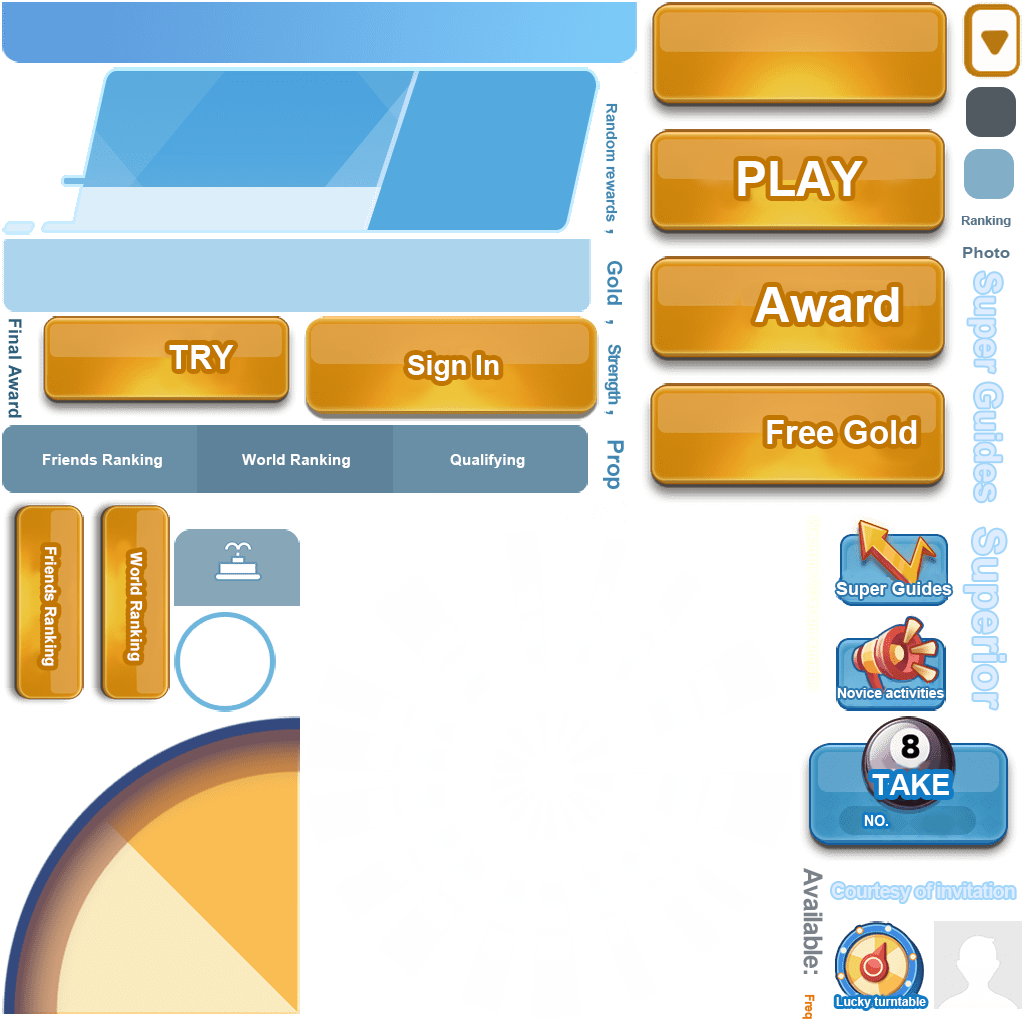 Random rewards,
PLAY
Ranking
Photo
Gold,
Super Guides
Award
Final Award
TRY
Sign In
Strength,
Free Gold
Friends Ranking
World Ranking
Qualifying
Prop
Friends Ranking
World Ranking
Super Guides
Superior
Novice activities
8
TAKE
NO.
Available:
Courtesy of invitation
Lucky turntable
Freq